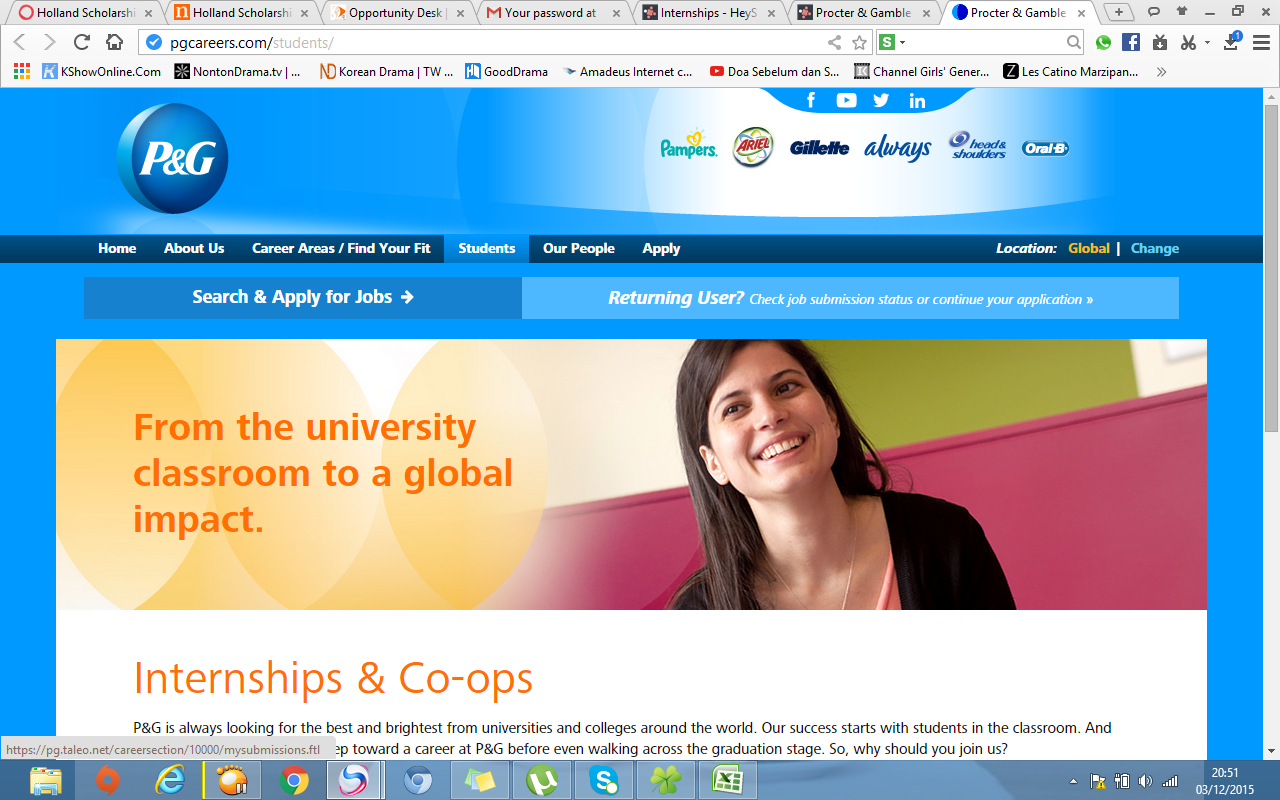 Holland Scholarshi
Holland Scholarshi
Opportunity Desk |
Your password at
Internships - HeyS
Procter & Gamble
Procter & Gamble
pgcareers.com/students/
KShowOnline.Com
NontonDrama.tv | ...
Korean Drama | TW ...
GoodDrama
Amadeus Internet c...
Doa Sebelum dan S...
Channel Girls' Gener...
Les Catino Marzipan...
P&G
Pampers.
ARIEL
Gillette
always
head & shoulders
Oral-B
Home
About Us
Career Areas / Find Your Fit
Students
Our People
Apply
Location: Global | Change
Search & Apply for Jobs
Returning User? Check job submission status or continue your application »
From the university
classroom to a global
impact.
Internships & Co-ops
P&G is always looking for the best and brightest from universities and colleges around the world. Our success starts with students in the classroom. And
https://pg.taleo.net/careersection/10000/mysubmissions.ftl
ep toward a career at P&G before even walking across the graduation stage. So, why should you join us?
20:51
03/12/2015